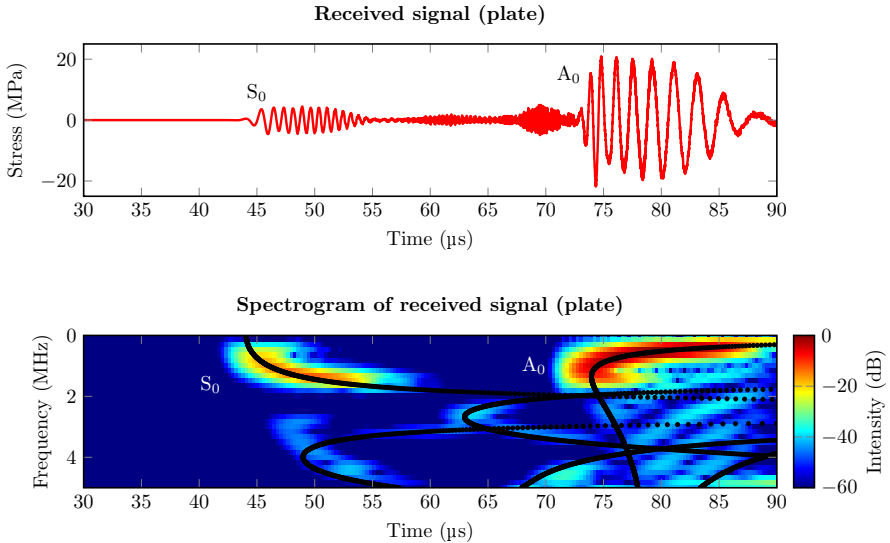 Received signal (plate)
Stress (MPa)
20
0
−20
S0
A0
30 35 40 45 50 55 60 65 70 75 80 85 90
Time (µs)
Spectrogram of received signal (plate)
Frequency (MHz)
0
2
4
S0
A0
30 35 40 45 50 55 60 65 70 75 80 85 90
Time (µs)
0
−20
−40
−60
Intensity (dB)